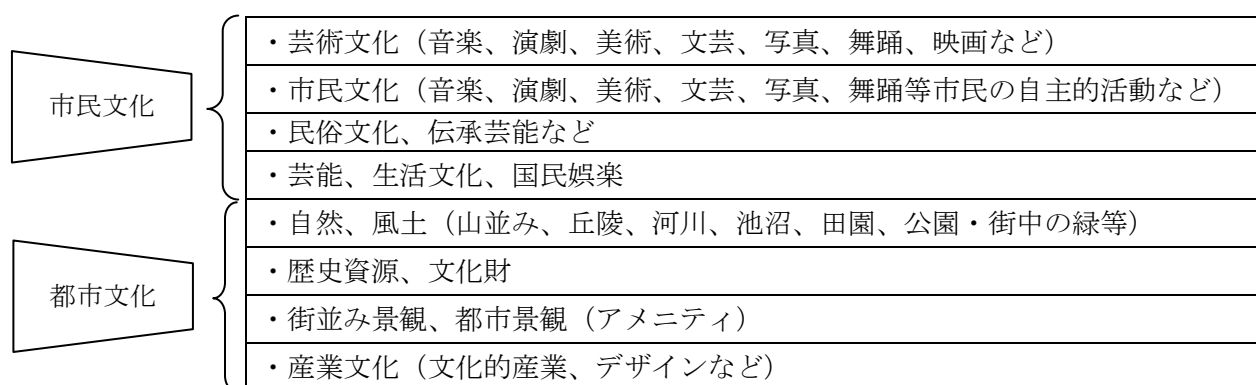 市民文化
・芸術文化（音楽、演劇、美術、文芸、写真、舞踊、映画など）
・市民文化（音楽、演劇、美術、文芸、写真、舞踊等市民の自主的活動など）
・民俗文化、伝承芸能など
・芸能、生活文化、国民娯楽
都市文化
・自然、風土（山並み、丘陵、河川、池沼、田園、公園・街中の緑等）
・歴史資源、文化財
・街並み景観、都市景観（アメニティ）
・産業文化（文化的産業、デザインなど）